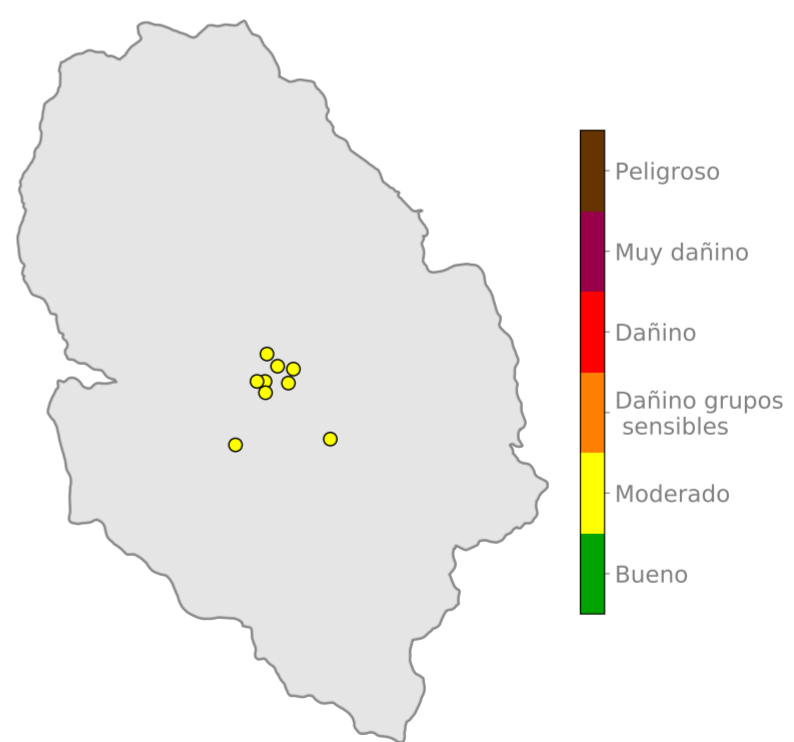 Peligroso
Muy dañino
Dañino
Dañino grupos
sensibles
Moderado
Bueno